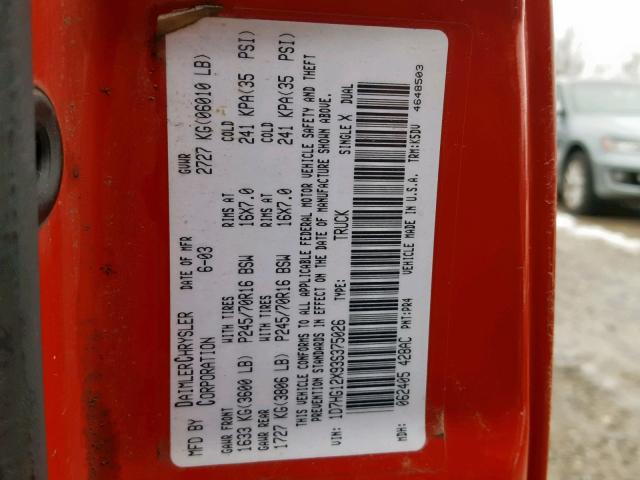 MFD BY DAIMLERCHRYSLER CORPORATION DATE OF MFR 6-03 GVWR 2727 KG(06010 LB)
GAWR FRONT WITH TIRES RIMS AT COLD
1633 KG(3600 LB) P245/70R16 BSW 16X7.0 241 KPA(35 PSI)
GAWR REAR WITH TIRES RIMS AT COLD
1727 KG(3806 LB) P245/70R16 BSW 16X7.0 241 KPA(35 PSI)
THIS VEHICLE CONFORMS TO ALL APPLICABLE FEDERAL MOTOR VEHICLE SAFETY AND THEFT
PREVENTION STANDARDS IN EFFECT ON THE DATE OF MANUFACTURE SHOWN ABOVE.
VIN: 1D7HG12X93S375026 TYPE: TRUCK SINGLE X DUAL
MDH: 062405 428AC PNT:PR4 VEHICLE MADE IN U.S.A. TRM:K5DV 4648503